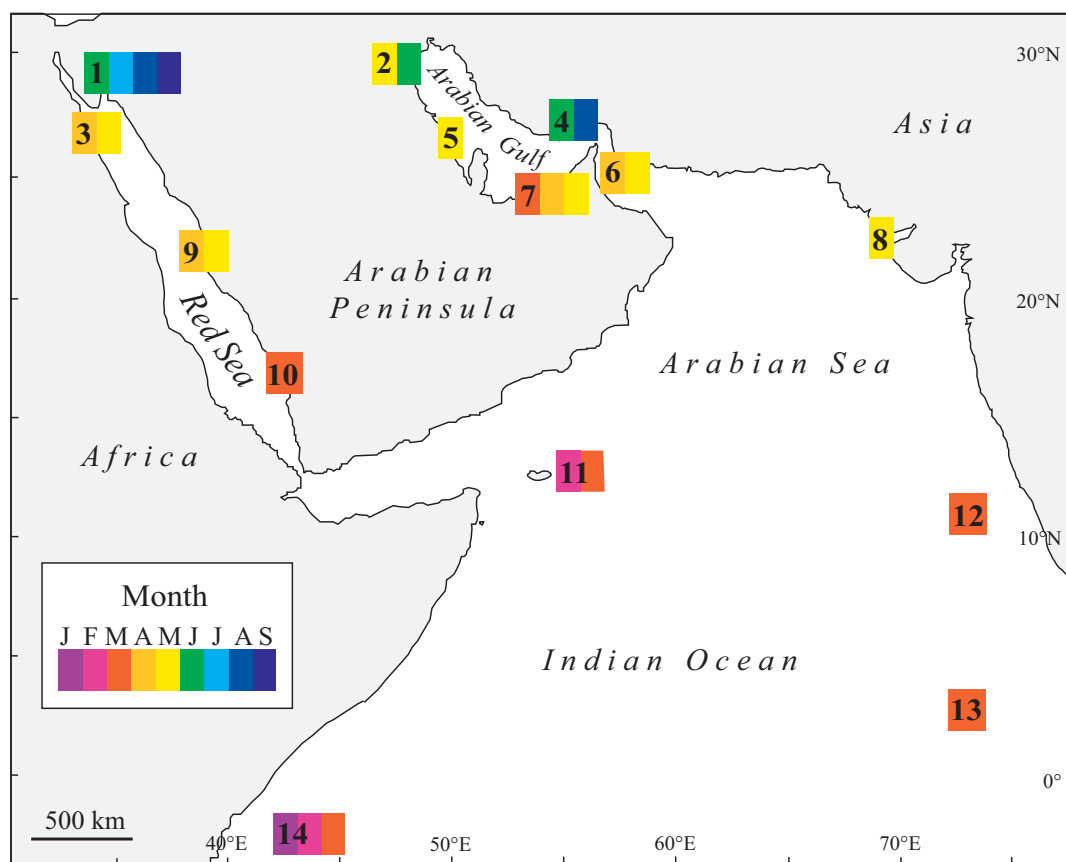 30°N
1
2
Arabian Gulf
3
4
5
Asia
6
7
8
9
Arabian
Peninsula
20°N
Red Sea
10
Arabian Sea
Africa
11
12
10°N
Month
J F M A M J J A S
Indian Ocean
13
0°
500 km
14
40°E
50°E
60°E
70°E